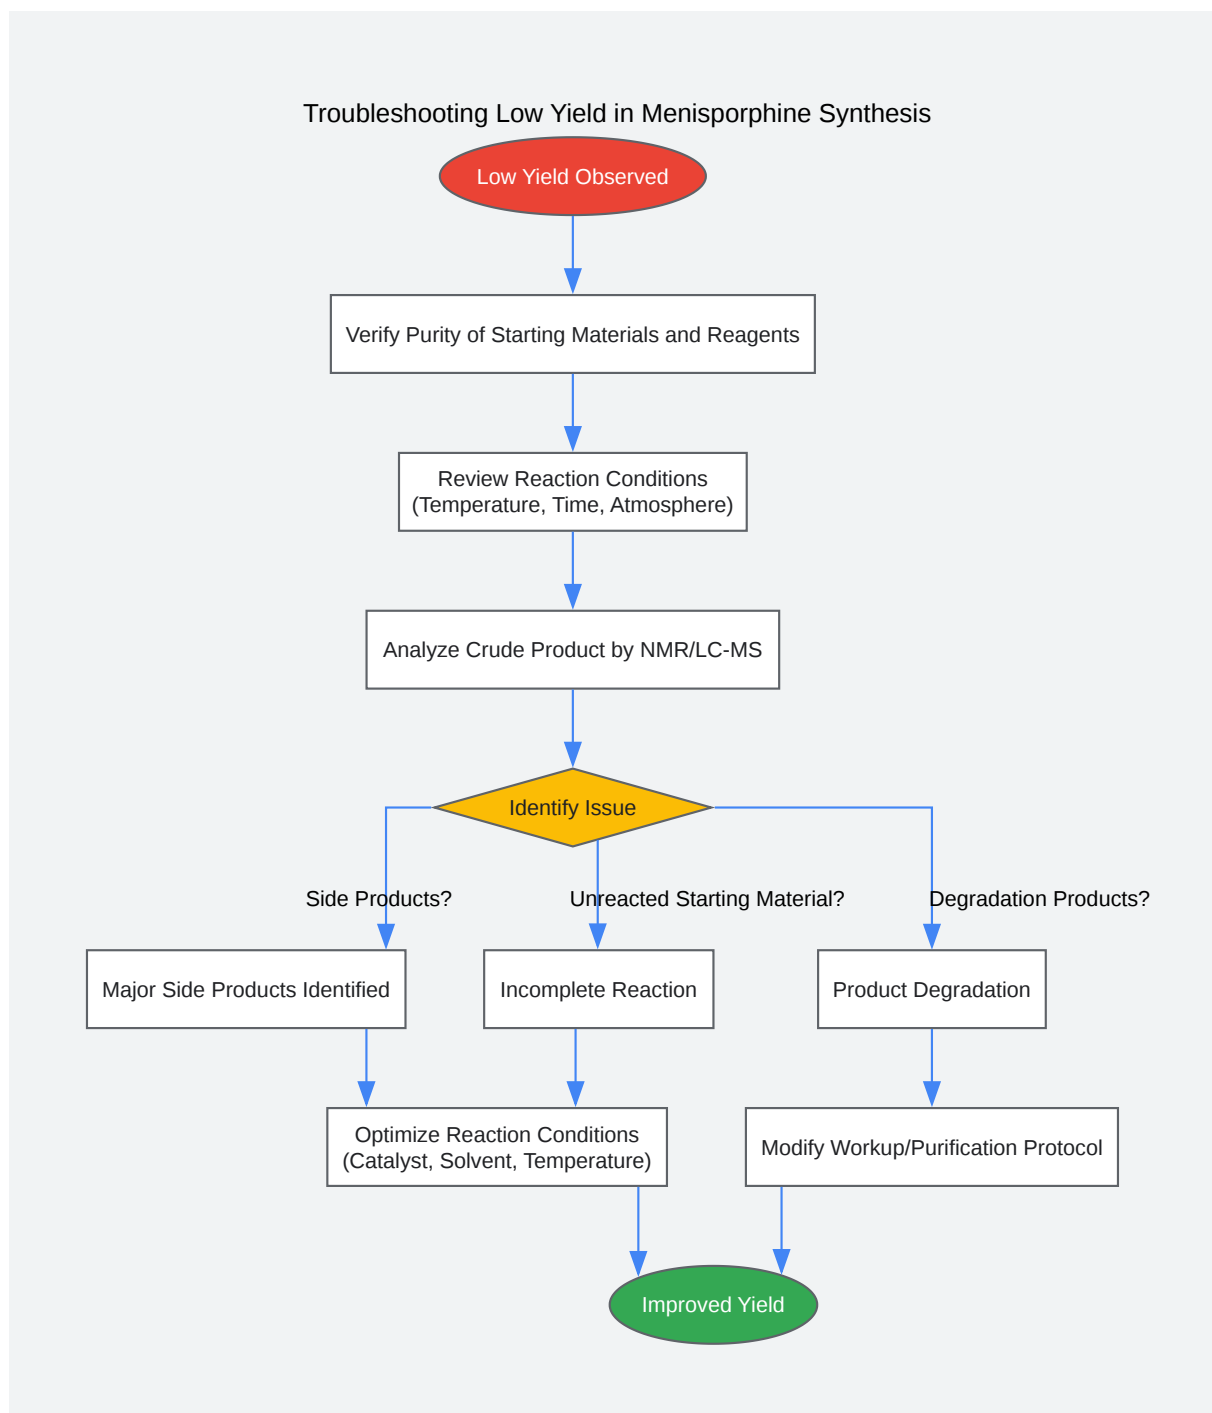 Troubleshooting Low Yield in Menisporphine Synthesis
Low Yield Observed
Verify Purity of Starting Materials and Reagents
Review Reaction Conditions
(Temperature, Time, Atmosphere)
Analyze Crude Product by NMR/LC-MS
Identify Issue
Side Products?
Unreacted Starting Material?
Degradation Products?
Major Side Products Identified
Incomplete Reaction
Product Degradation
Optimize Reaction Conditions
(Catalyst, Solvent, Temperature)
Modify Workup/Purification Protocol
Improved Yield